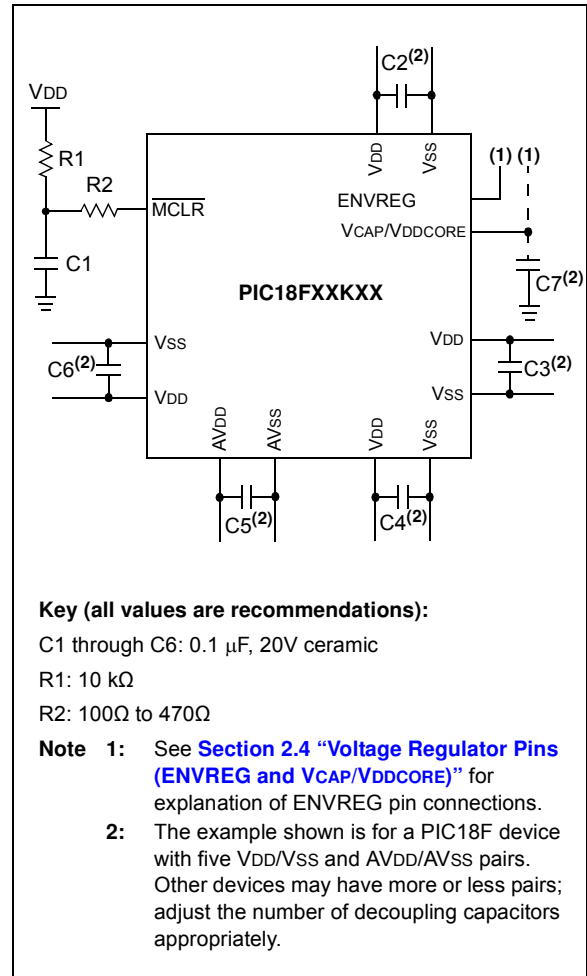 C2(2)
VDD
R1
R2
C1
VDD
VSS
(1) (1)
MCLR
ENVREG
VCAP/VDDCORE
C7(2)
PIC18FXXKXX
VSS
VDD
C6(2)
VDD
C3(2)
VSS
AVDD
AVSS
VDD
VSS
C5(2)
C4(2)
Key (all values are recommendations):
C1 through C6: 0.1 μF, 20V ceramic
R1: 10 kΩ
R2: 100Ω to 470Ω
Note 1: See Section 2.4 “Voltage Regulator Pins
(ENVREG and VCAP/VDDCORE)” for
explanation of ENVREG pin connections.
2: The example shown is for a PIC18F device
with five VDD/VSS and AVDD/AVSS pairs.
Other devices may have more or less pairs;
adjust the number of decoupling capacitors
appropriately.